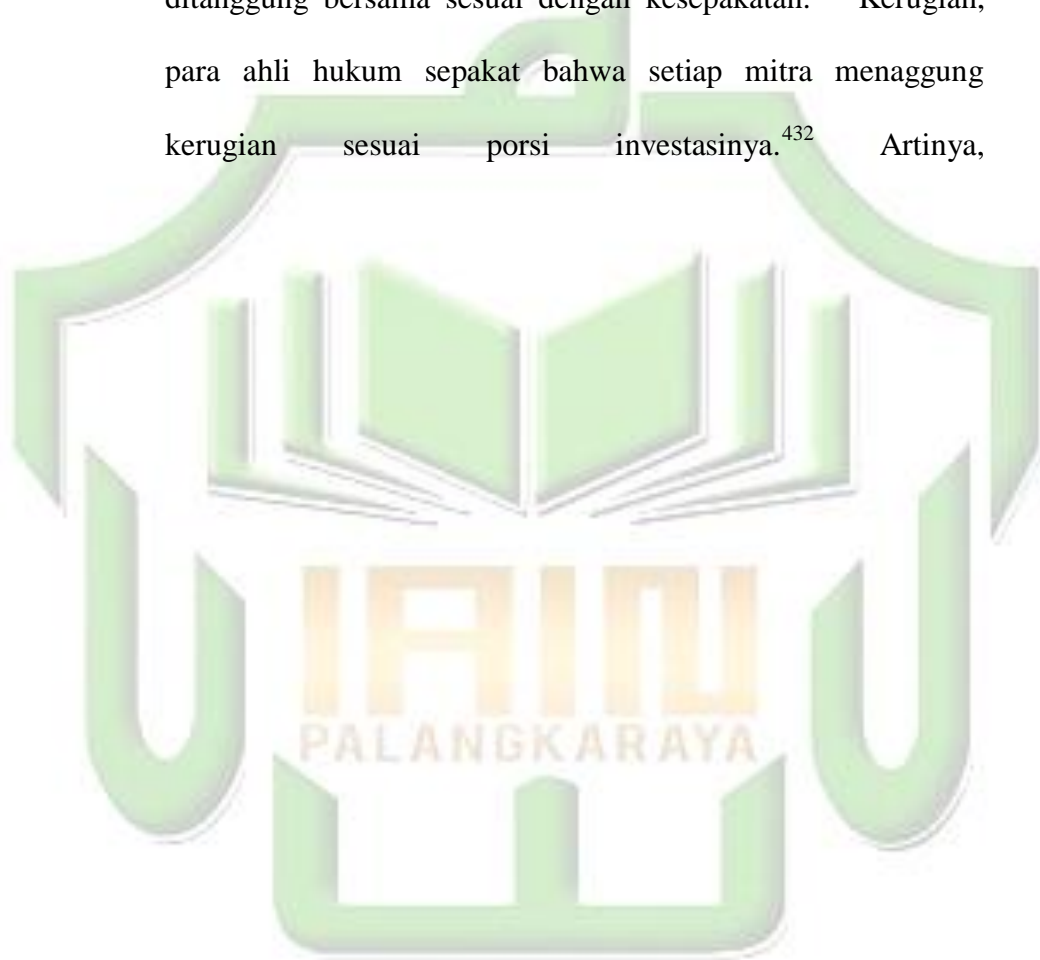 ditanggung bersama sesuai dengan kesepakatan. Kerugian,
para ahli hukum sepakat bahwa setiap mitra menaggung
kerugian sesuai porsi investasinya.432 Artinya,
IAIN
PALANGKARAYA